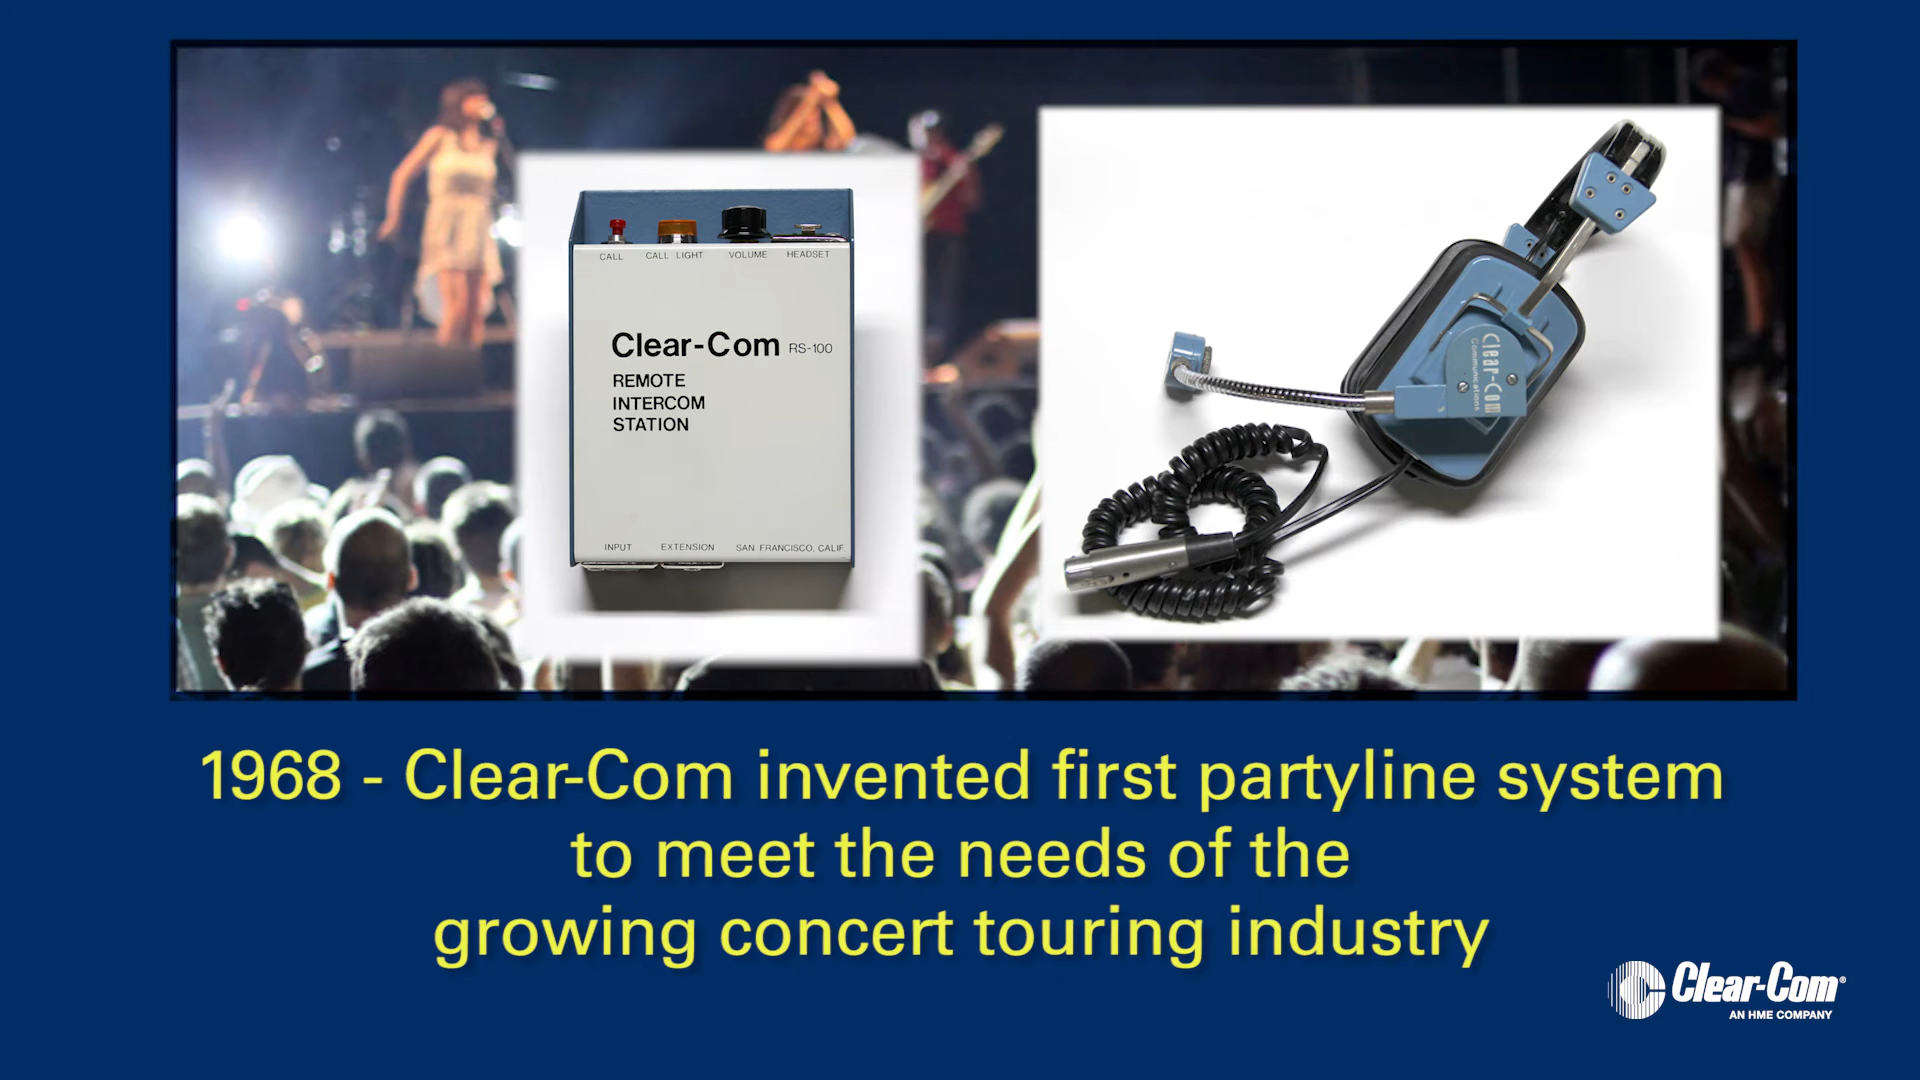 CALL CALL LIGHT VOLUME HEADSET
Clear-Com RS-100
REMOTE
INTERCOM
STATION
INPUT EXTENSION SAN FRANCISCO, CALIF.
Clear-Com
Communications
1968 - Clear-Com invented first partyline system
to meet the needs of the
growing concert touring industry
Clear-Com®
AN HME COMPANY